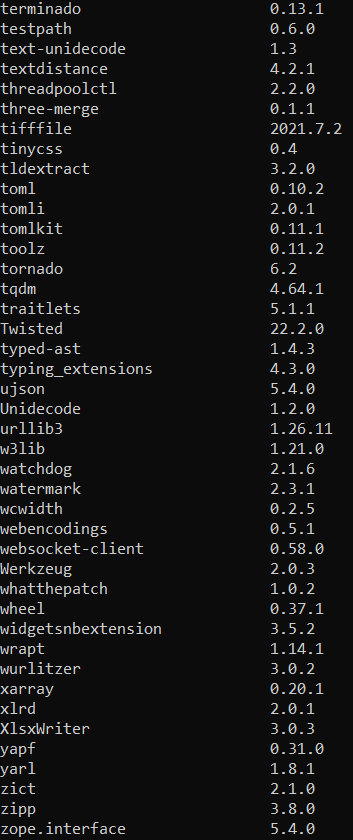 terminado 0.13.1
testpath 0.6.0
text-unidecode 1.3
textdistance 4.2.1
threadpoolctl 2.2.0
three-merge 0.1.1
tifffile 2021.7.2
tinycss 0.4
tldextract 3.2.0
toml 0.10.2
tomli 2.0.1
tomlkit 0.11.1
toolz 0.11.2
tornado 6.2
tqdm 4.64.1
traitlets 5.1.1
Twisted 22.2.0
typed-ast 1.4.3
typing_extensions 4.3.0
ujson 5.4.0
Unidecode 1.2.0
urllib3 1.26.11
w3lib 1.21.0
watchdog 2.1.6
watermark 2.3.1
wcwidth 0.2.5
webencodings 0.5.1
websocket-client 0.58.0
Werkzeug 2.0.3
whatthepatch 1.0.2
wheel 0.37.1
widgetsnbextension 3.5.2
wrapt 1.14.1
wurlitzer 3.0.2
xarray 0.20.1
xlrd 2.0.1
XlsxWriter 3.0.3
yapf 0.31.0
yarl 1.8.1
zict 2.1.0
zipp 3.8.0
zope.interface 5.4.0